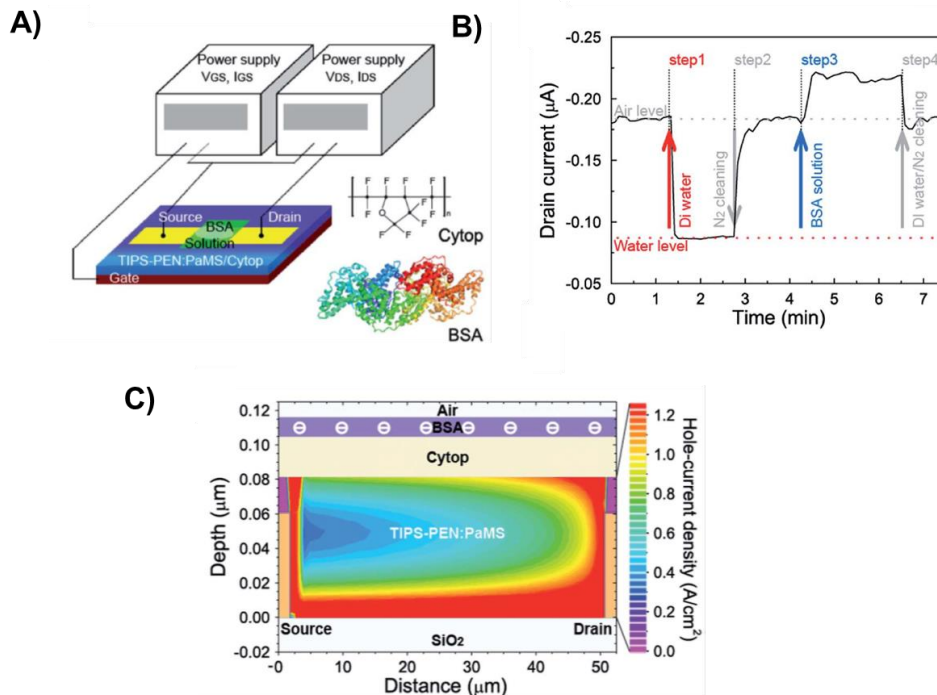 A)
Power supply
VGS, IGS
Power supply
VDS, IDS
Source
Drain
BSA
Solution
TIPS-PEN:PaMS/Cytop
Gate
F F F F F F
O F
F F
F F
n
Cytop
BSA
B)
Drain current (μA)
-0.25
-0.20
-0.15
-0.10
-0.05
step1
step2
step3
step4
Air level
Water level
Di water
N2 cleaning
BSA solution
DI water/N2 cleaning
0 1 2 3 4 5 6 7
Time (min)
C)
Depth (μm)
0.12
0.10
0.08
0.06
0.04
0.02
0.00
-0.02
Air
BSA
Cytop
TIPS-PEN:PaMS
Source
Drain
SiO2
-0 10 20 30 40 50
Distance (μm)
1.2
1.0
0.8
0.6
0.4
0.2
0.0
Hole-current density (A/cm2)